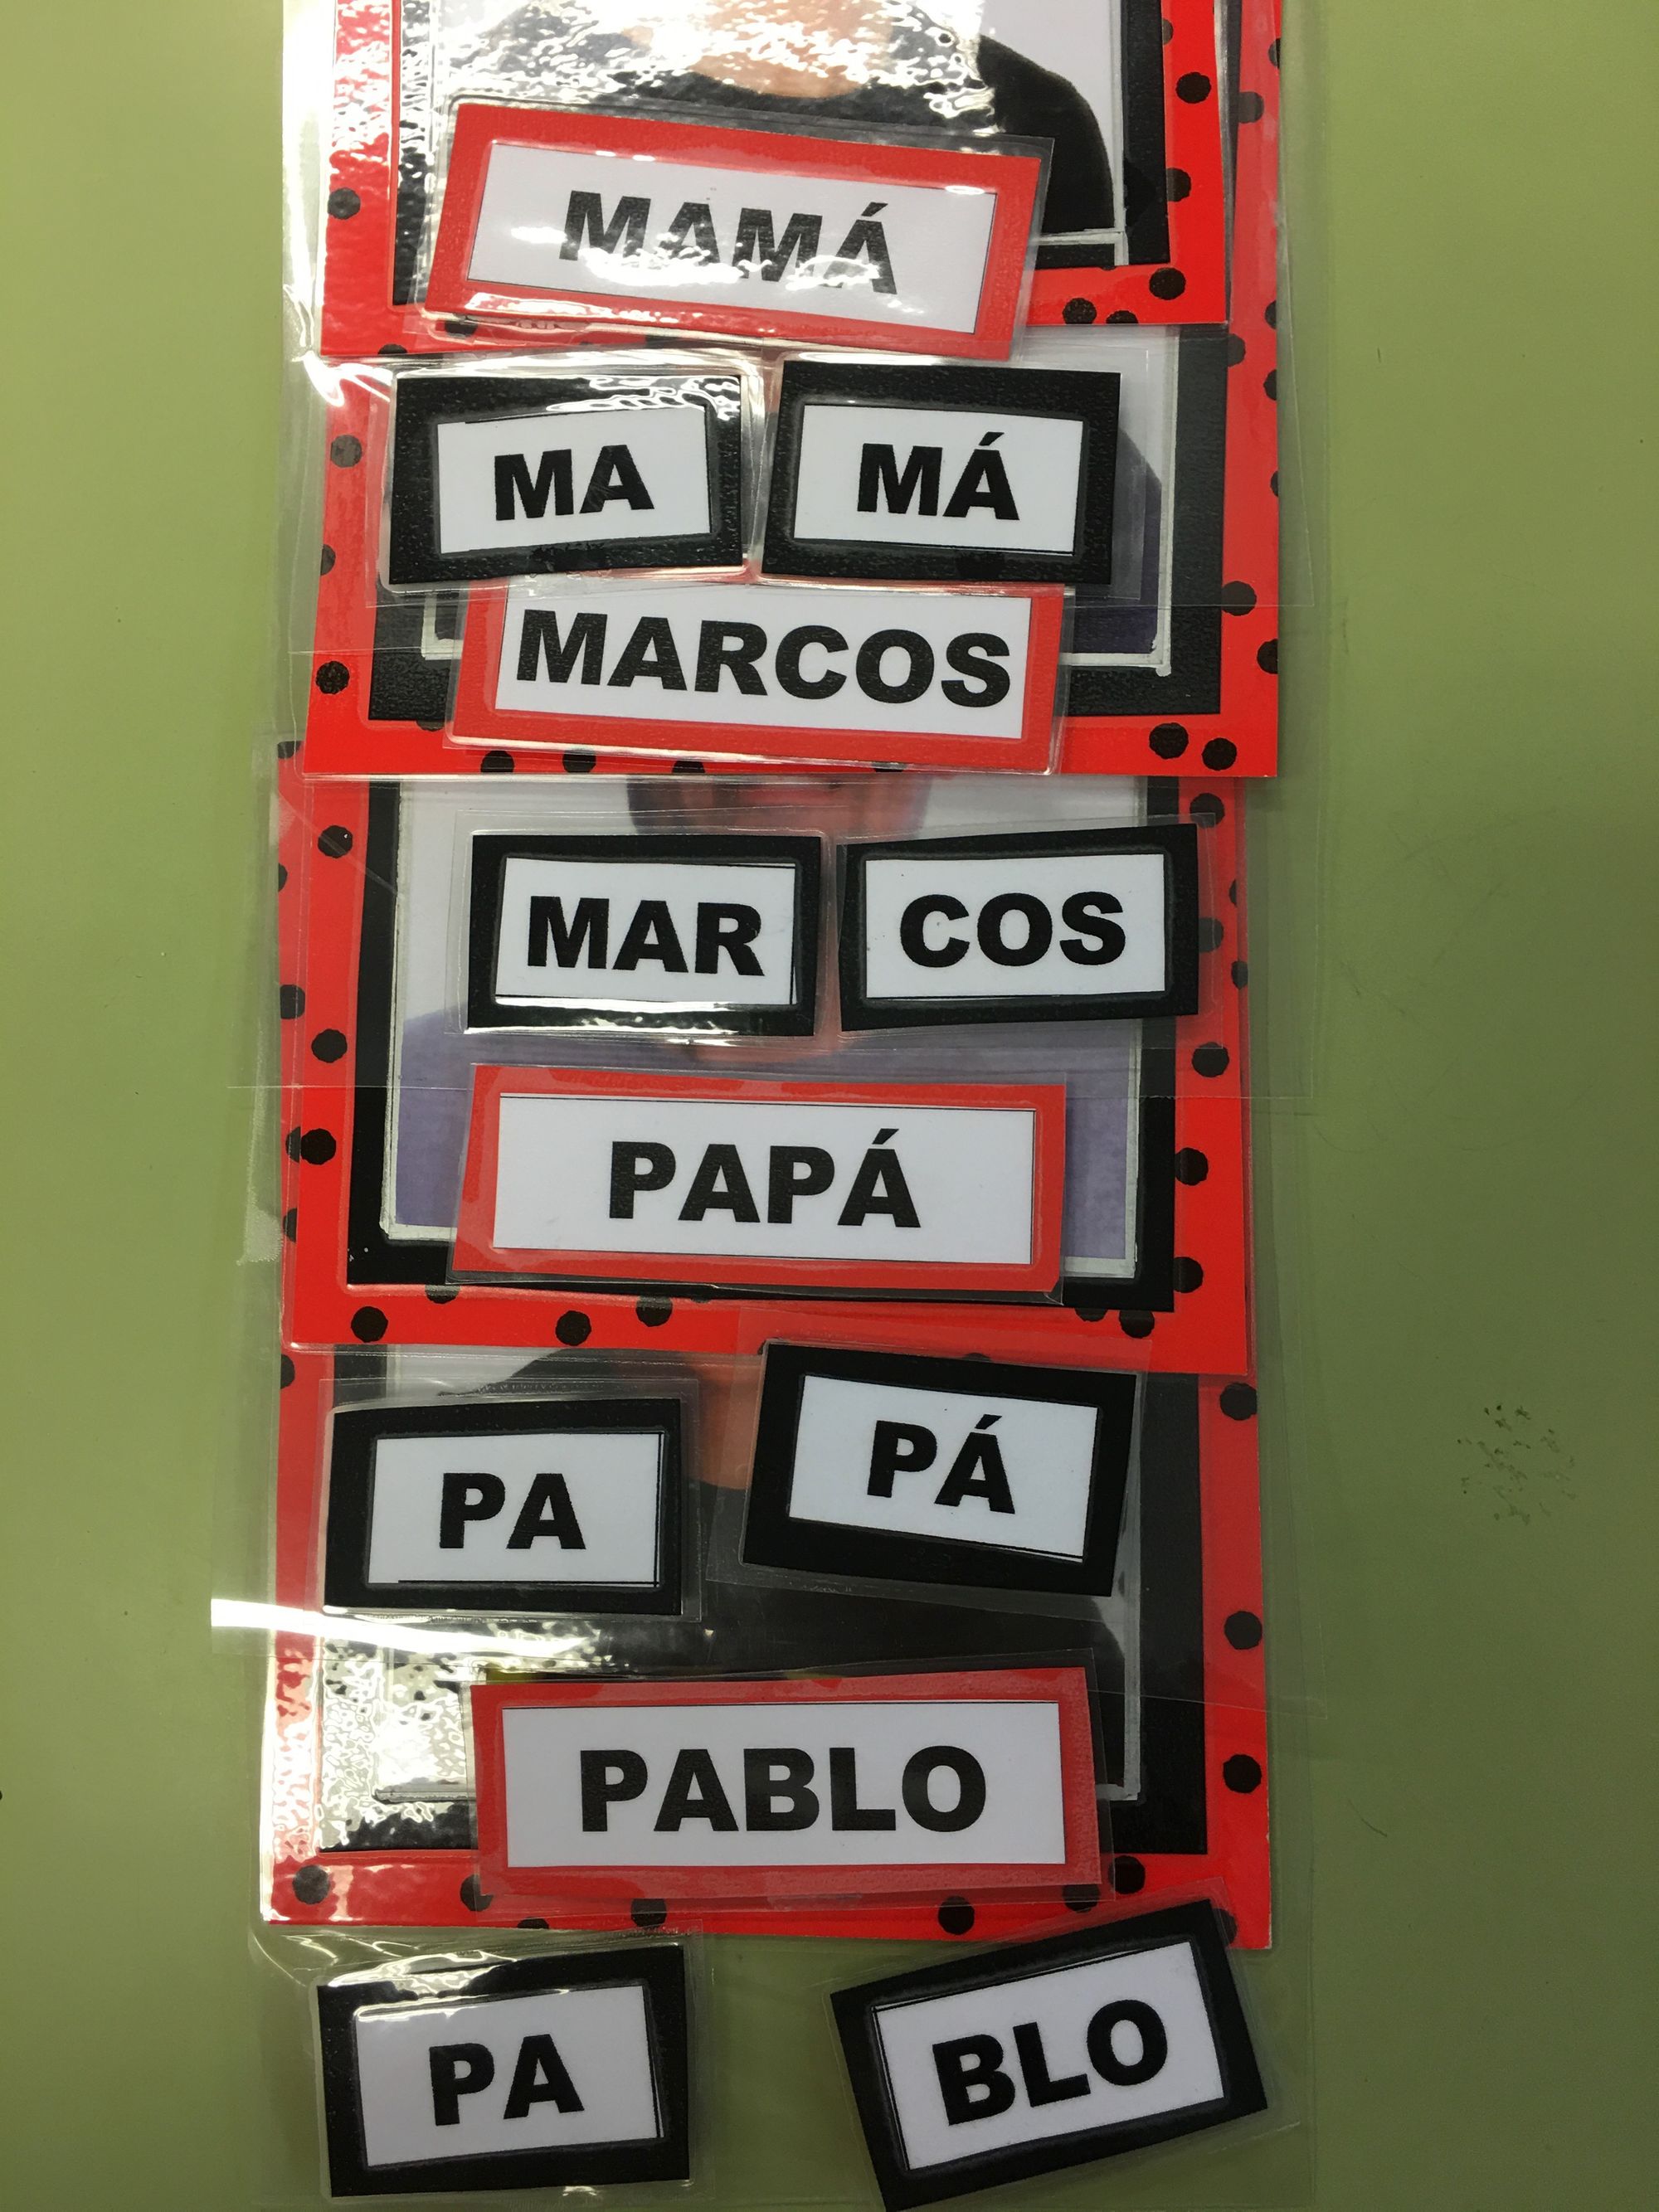 MAMÁ
MA MÁ
MARCOS
MAR COS
PAPÁ
PA PÁ
PABLO
PA BLO